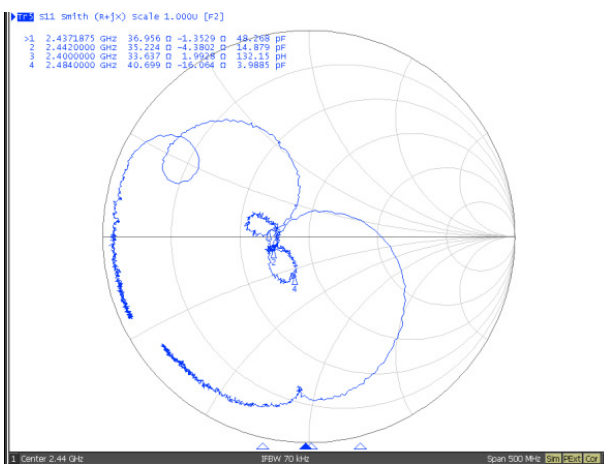 Tr5 S11 Smith (R+jX) Scale 1.000U [F2]
>1 2.4371875 GHz 36.956 Ω -1.3529 Ω 48.268 pF
2 2.4420000 GHz 35.224 Ω -4.3802 Ω 14.879 pF
3 2.4000000 GHz 33.637 Ω 1.9928 Ω 132.15 pH
4 2.4840000 GHz 40.699 Ω -16.064 Ω 3.9885 pF
4
1 Center 2.44 GHz IFBW 70 kHz Span 500 MHz Sim PExt Cor